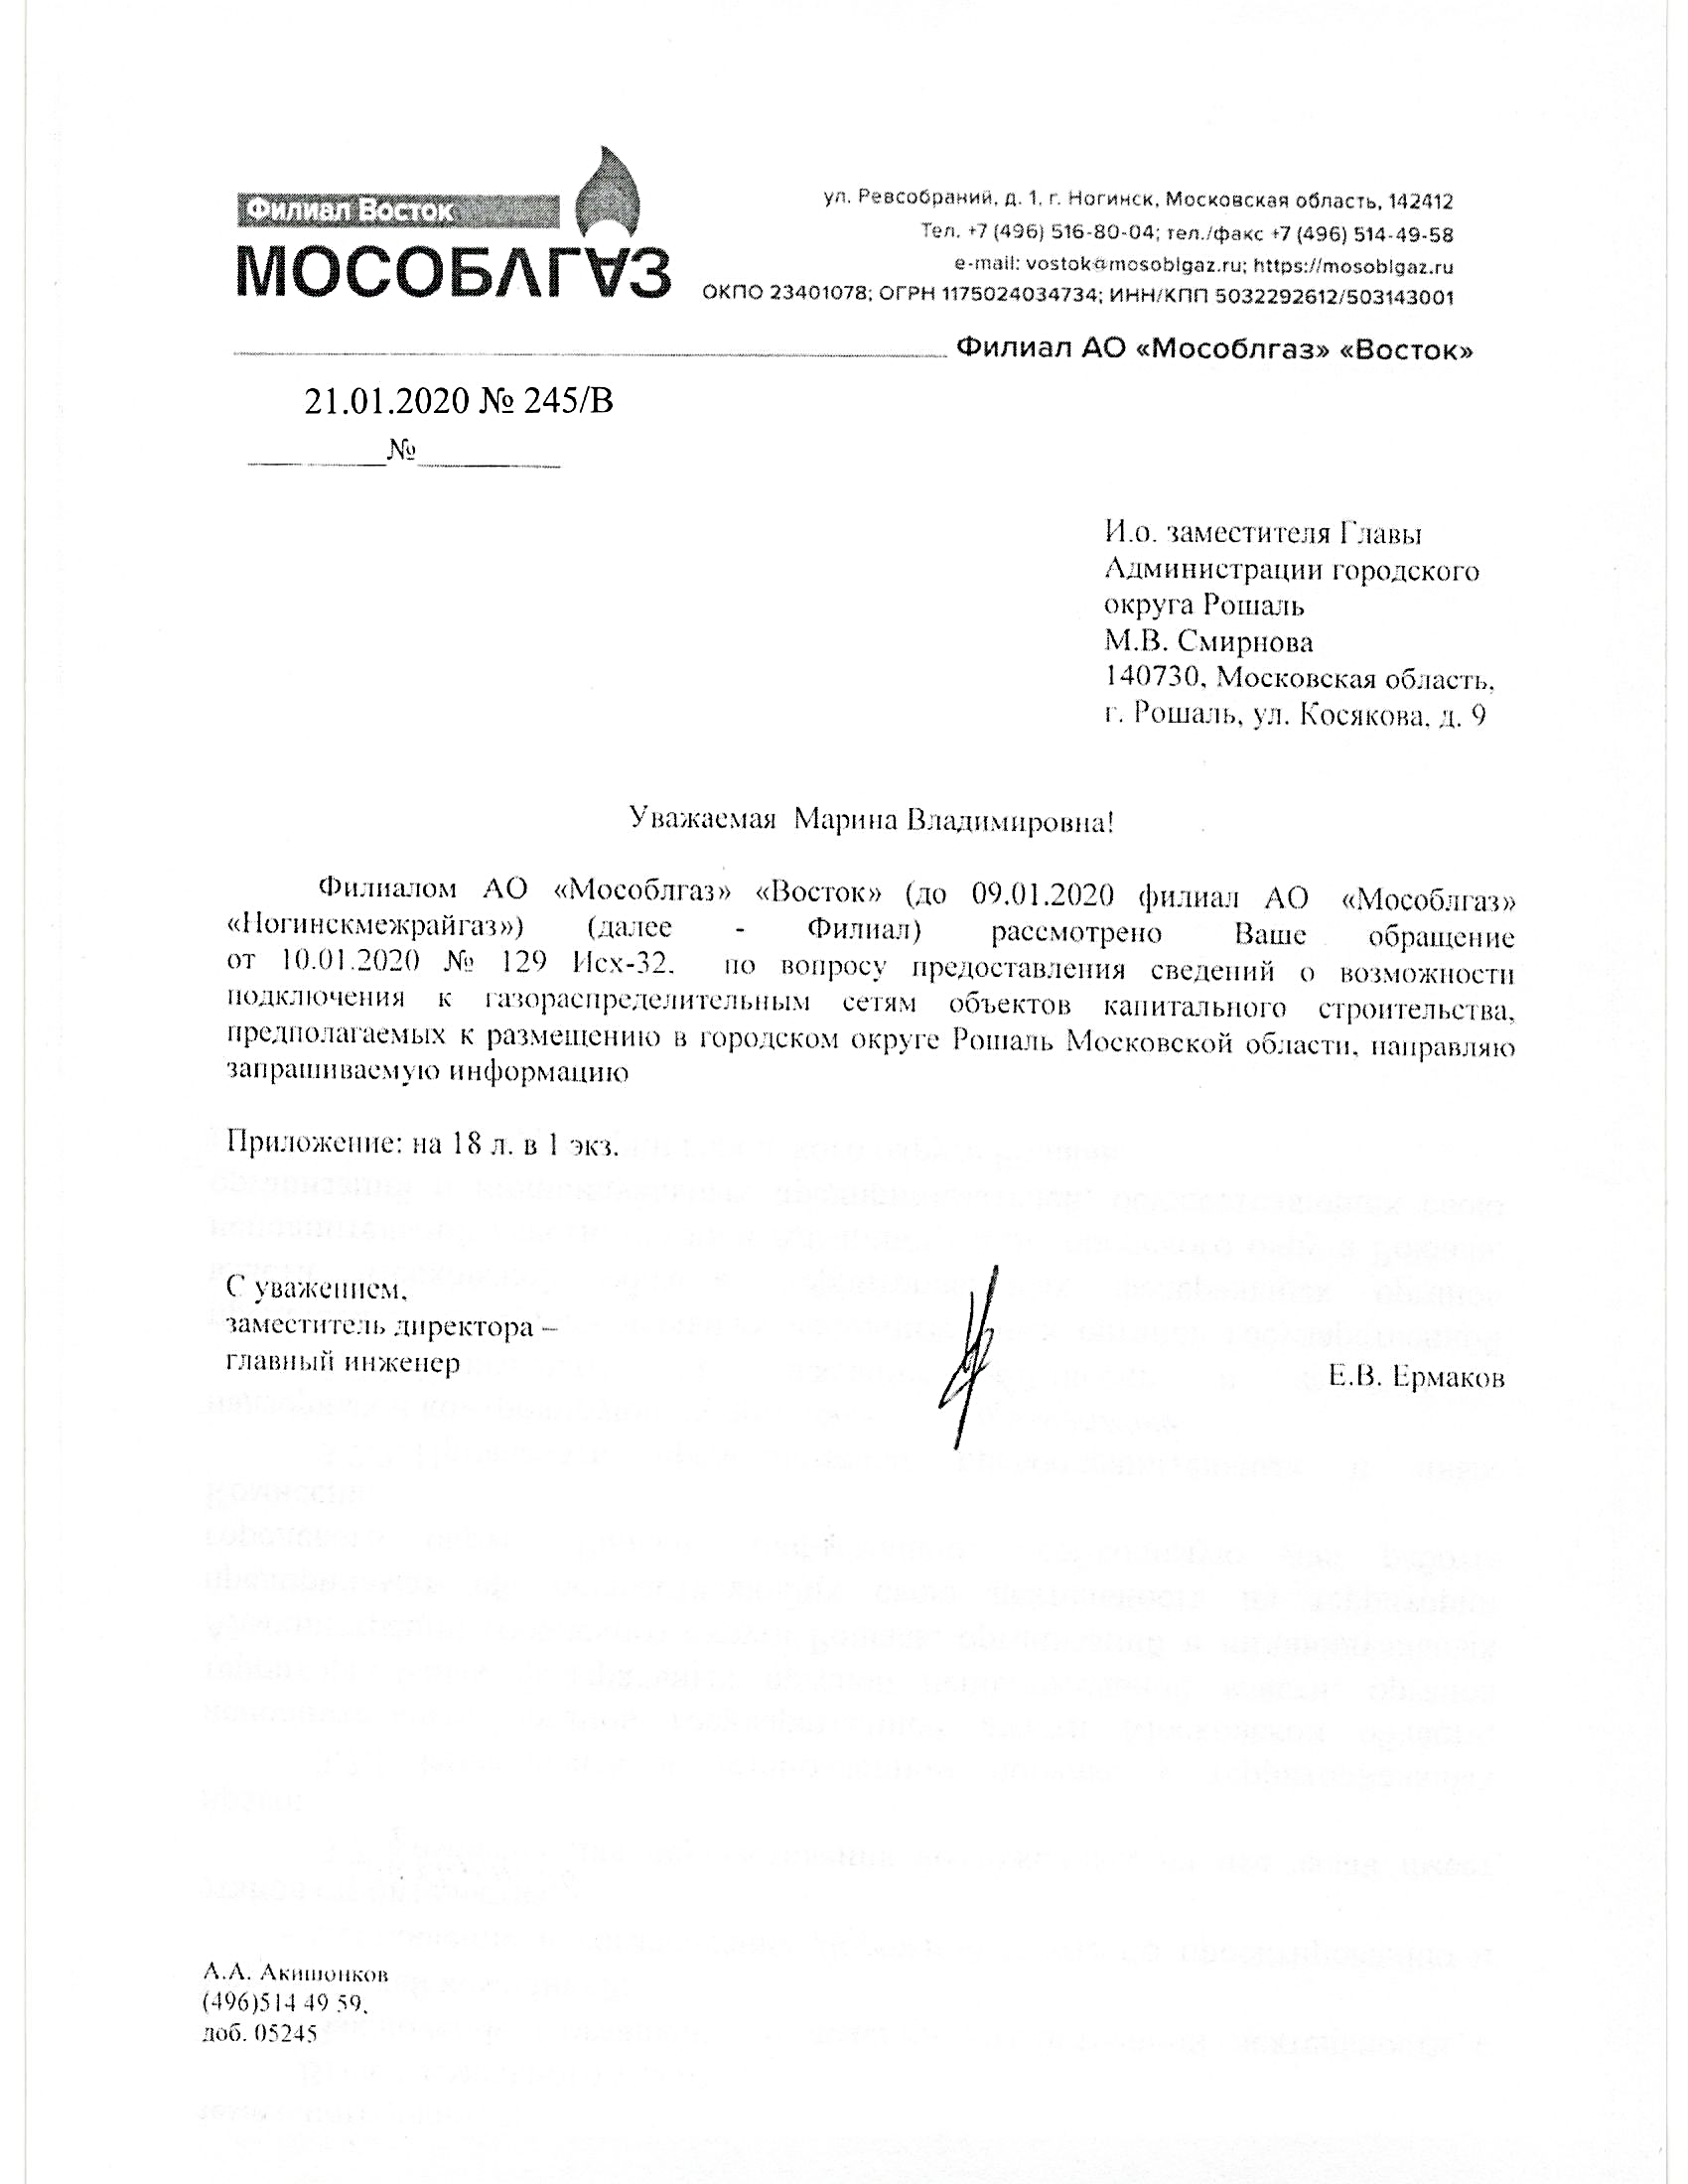 Филиал Восток
МОСОБЛГАЗ
ул. Ревсобраний, д. 1, г. Ногинск, Московская область, 142412
Тел. +7 (496) 516-80-04; тел./факс +7 (496) 514-49-58
e-mail: vostok@mosoblgaz.ru; https://mosoblgaz.ru
ОКПО 23401078; ОГРН 1175024034734; ИНН/КПП 5032292612/503143001
Филиал АО «Мособлгаз» «Восток»
21.01.2020 № 245/В
__________№__________
И.о. заместителя Главы
Администрации городского
округа Рошаль
М.В. Смирнова
140730, Московская область,
г. Рошаль, ул. Косякова, д. 9
Уважаемая Марина Владимировна!
Филиалом АО «Мособлгаз» «Восток» (до 09.01.2020 филиал АО «Мособлгаз»
«Ногинскмежрайгаз») (далее - Филиал) рассмотрено Ваше обращение
от 10.01.2020 № 129 Исх-32, по вопросу предоставления сведений о возможности
подключения к газораспределительным сетям объектов капитального строительства,
предполагаемых к размещению в городском округе Рошаль Московской области, направляю
запрашиваемую информацию
Приложение: на 18 л. в 1 экз.
С уважением,
заместитель директора –
главный инженер
Е.В. Ермаков
А.А. Акишонков
(496)514 49 59,
доб. 05245